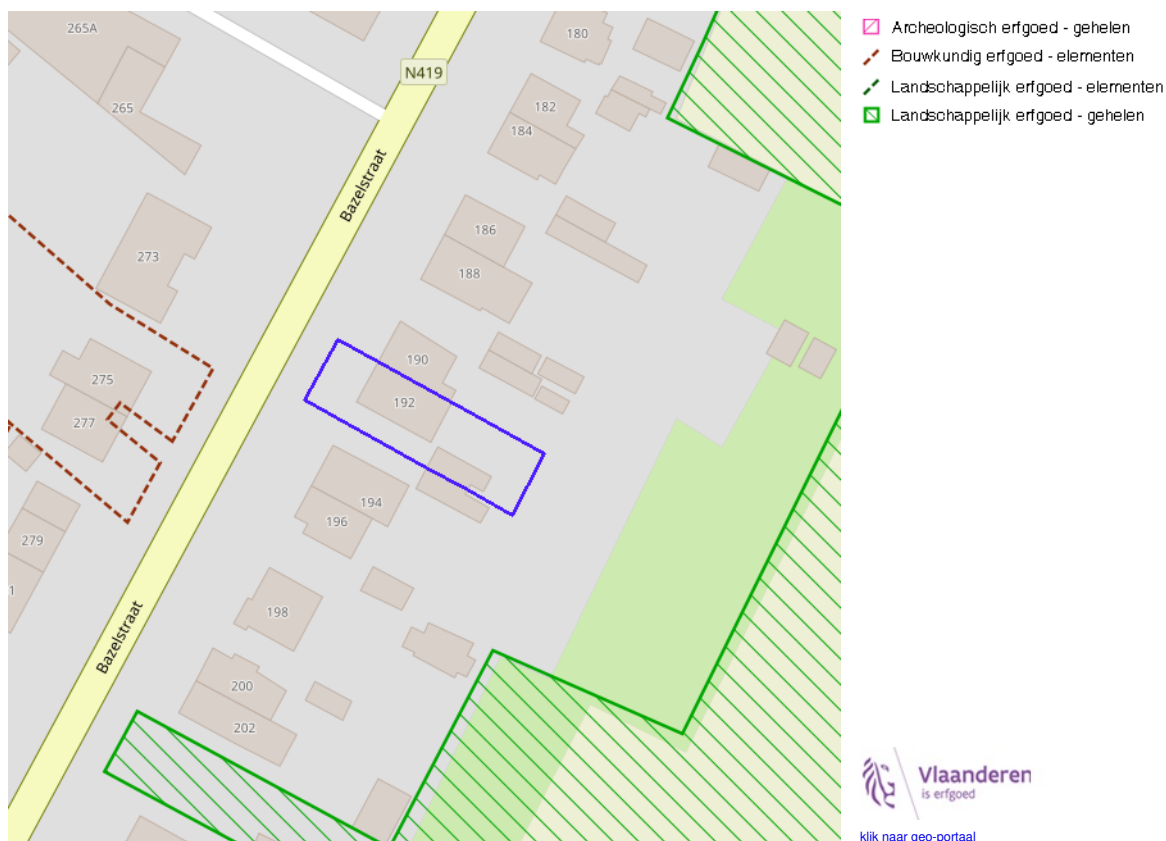 265A
180
Archeologisch erfgoed - gehelen
Bouwkundig erfgoed - elementen
Landschappelijk erfgoed - elementen
Landschappelijk erfgoed - gehelen
N419
265
182
184
Bazelstraat
186
273
188
190
275
192
277
194
196
279
1
198
Bazelstraat
200
202
Vlaanderen
is erfgoed
klik naar geo-portaal